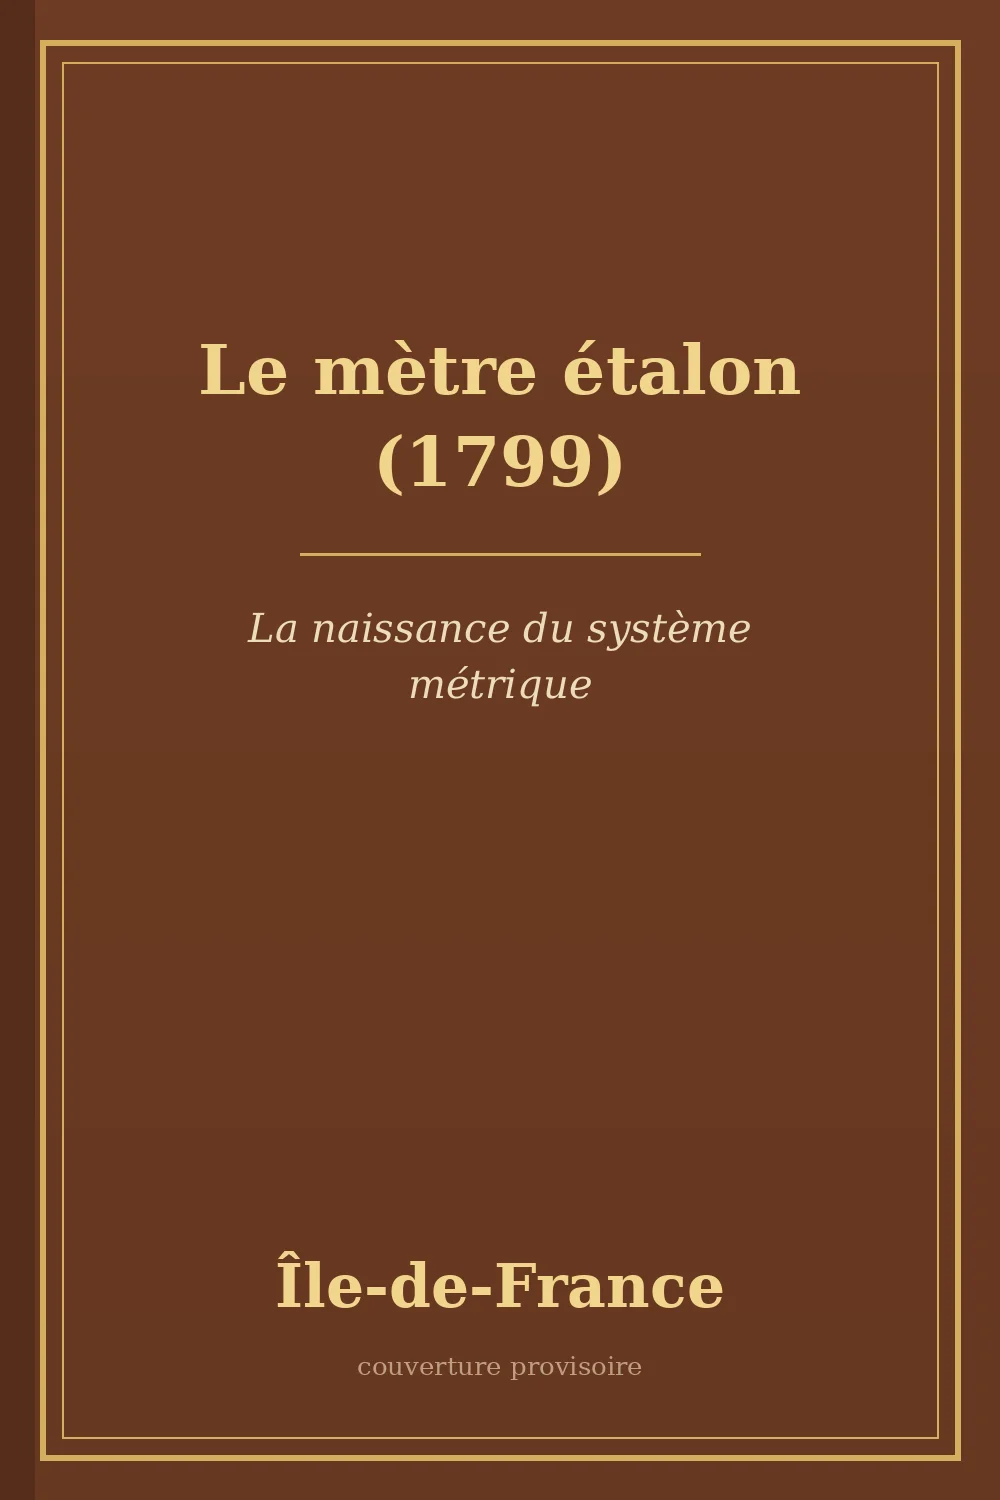 Le mètre étalon
(1799)
La naissance du système
métrique
Île-de-France
couverture provisoire